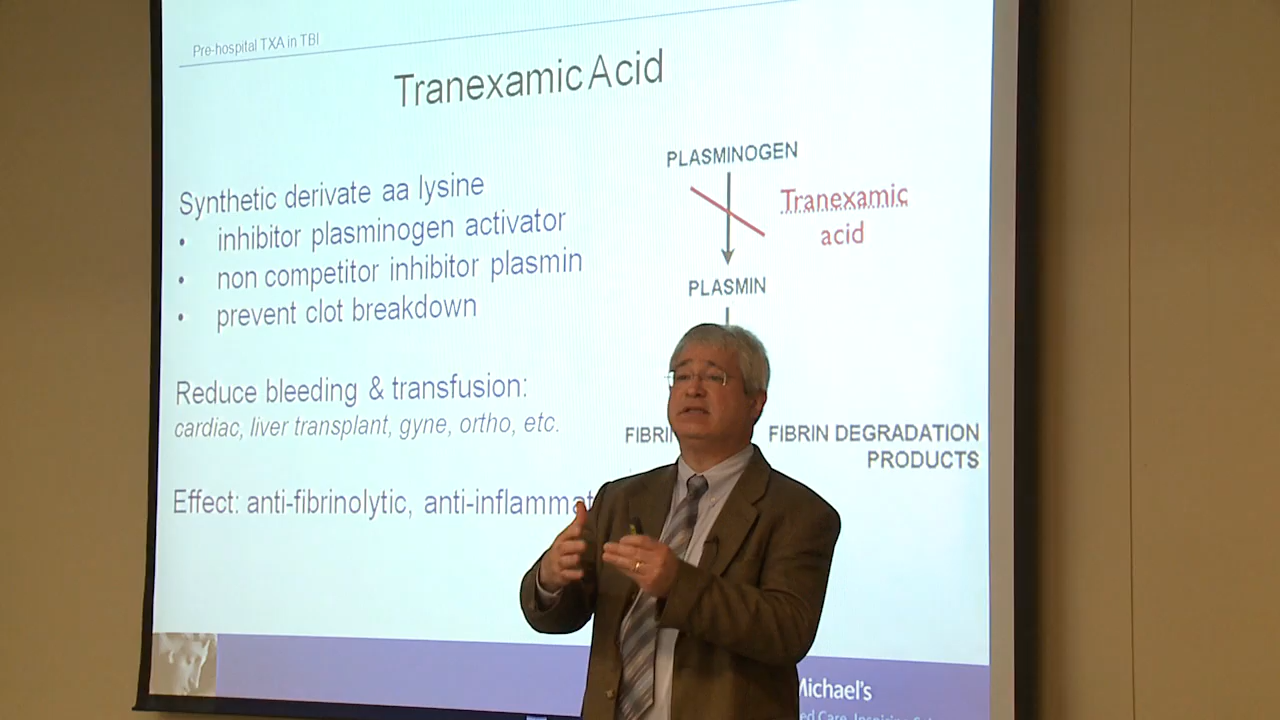 Pre-hospital TXA in TBI
Tranexamic Acid
Synthetic derivate aa lysine
• inhibitor plasminogen activator
• non competitor inhibitor plasmin
• prevent clot breakdown
Reduce bleeding & transfusion:
cardiac, liver transplant, gyne, ortho, etc.
Effect: anti-fibrinolytic, anti-inflammat
PLASMINOGEN
Tranexamic
acid
PLASMIN
FIBRI
FIBRIN DEGRADATION
PRODUCTS
Michael's
Care.